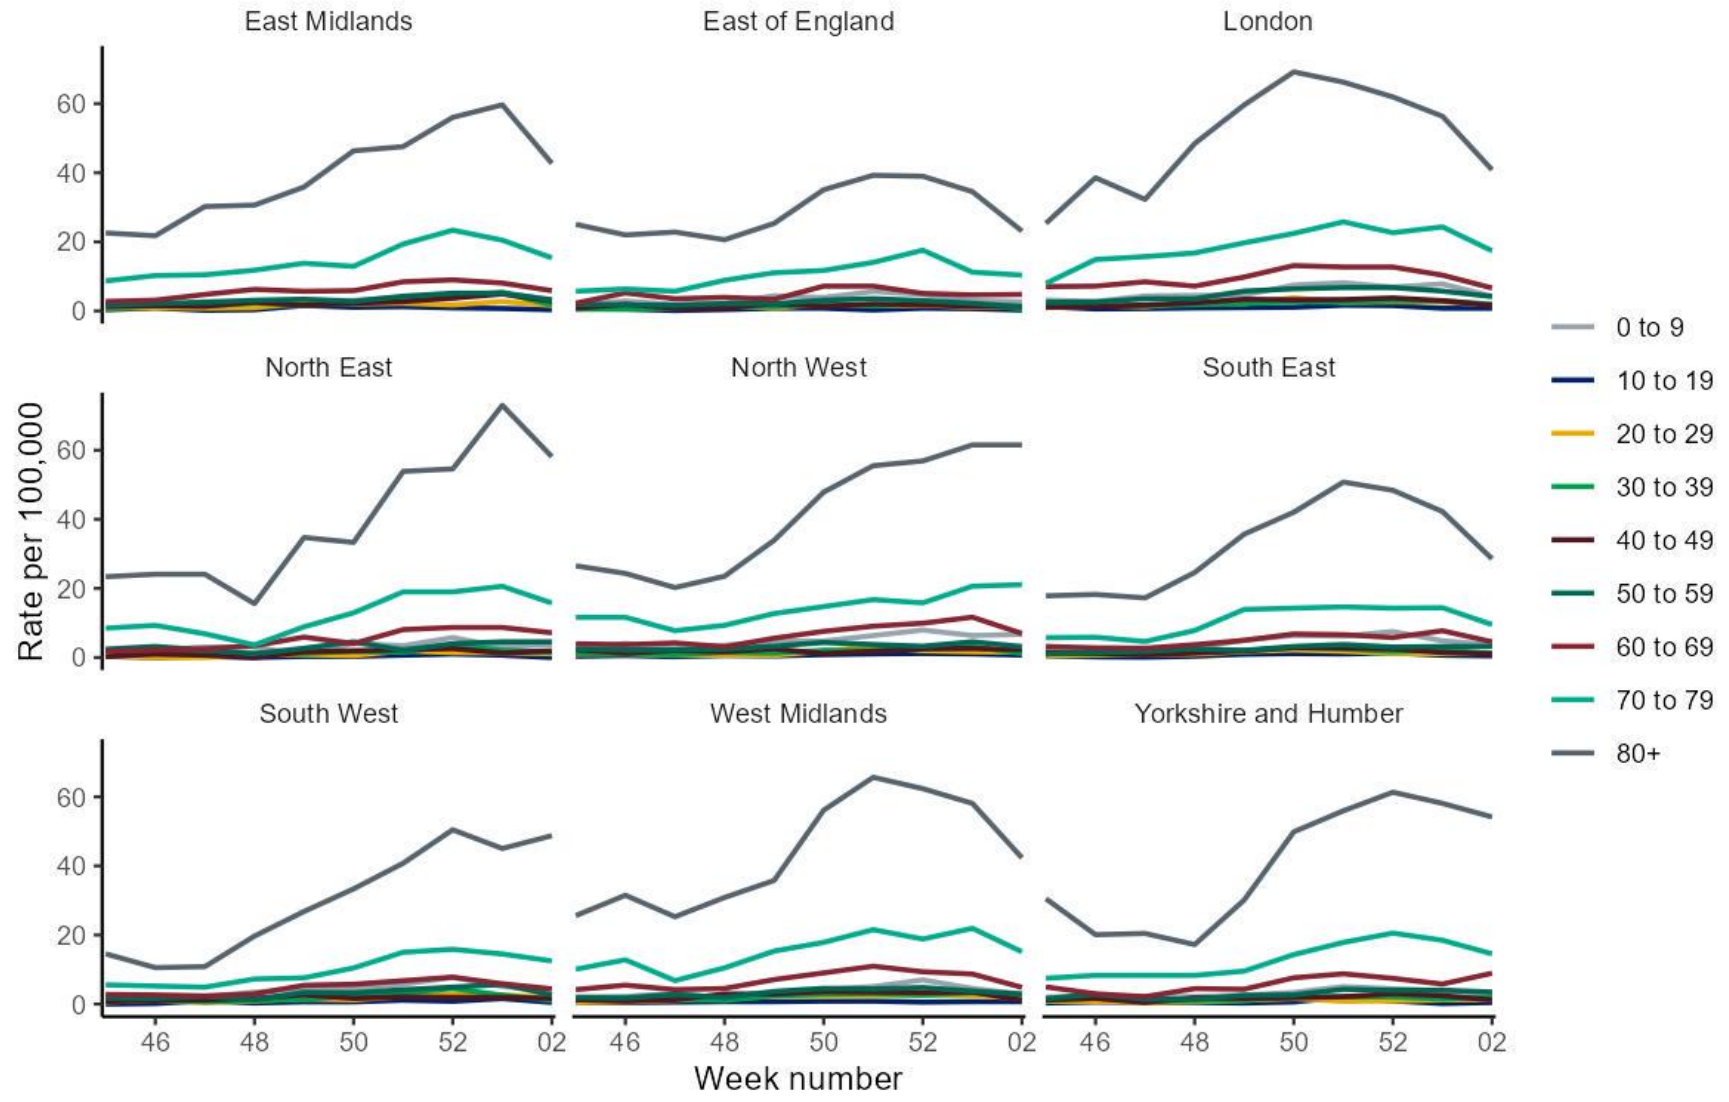 East Midlands
East of England
London
60
40
20
0
North East
North West
South East
60
40
20
0
South West
West Midlands
Yorkshire and Humber
60
40
20
0
46 48 50 52 02
46 48 50 52 02
46 48 50 52 02
Rate per 100,000
Week number
0 to 9
10 to 19
20 to 29
30 to 39
40 to 49
50 to 59
60 to 69
70 to 79
80+